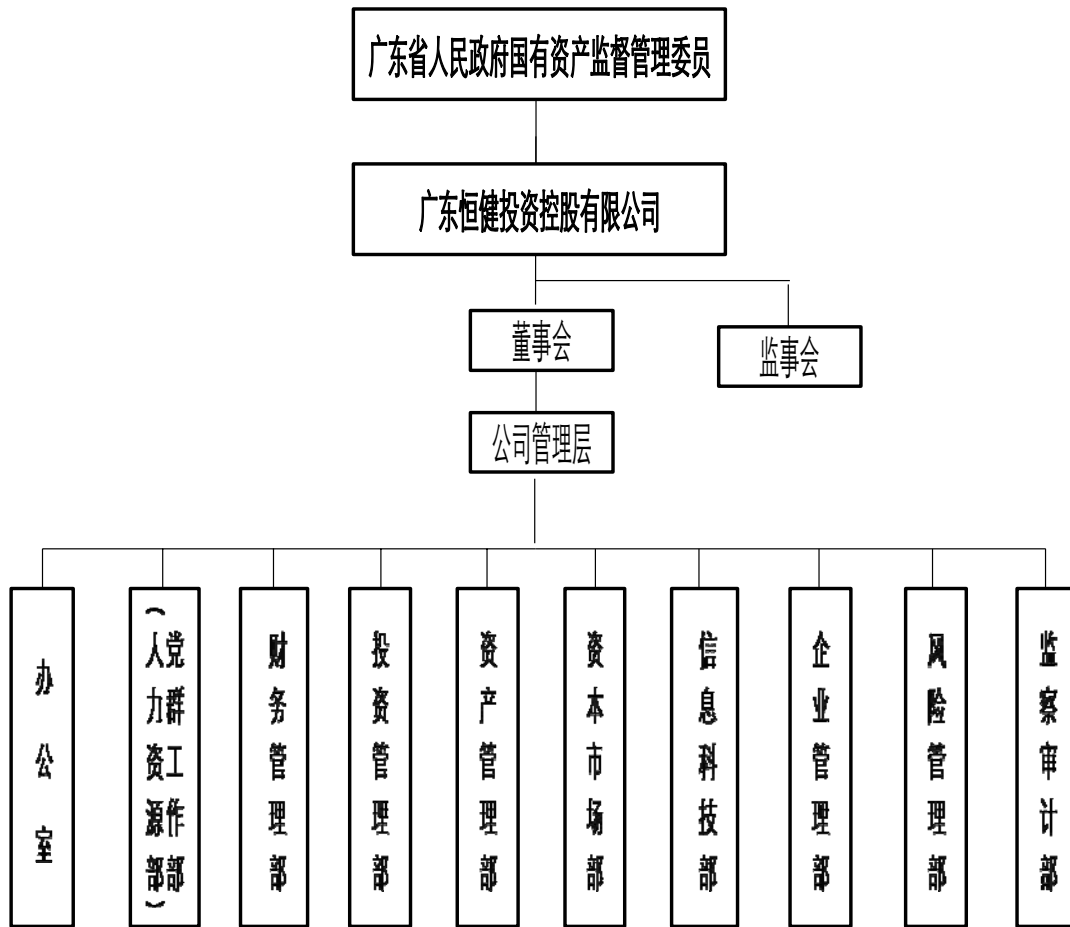 广东省人民政府国有资产监督管理委员
广东恒健投资控股有限公司
董事会
监事会
公司管理层
办公室
党群工作部
（人力资源部）
财务管理部
投资管理部
资产管理部
资本市场部
信息科技部
企业管理部
风险管理部
监察审计部